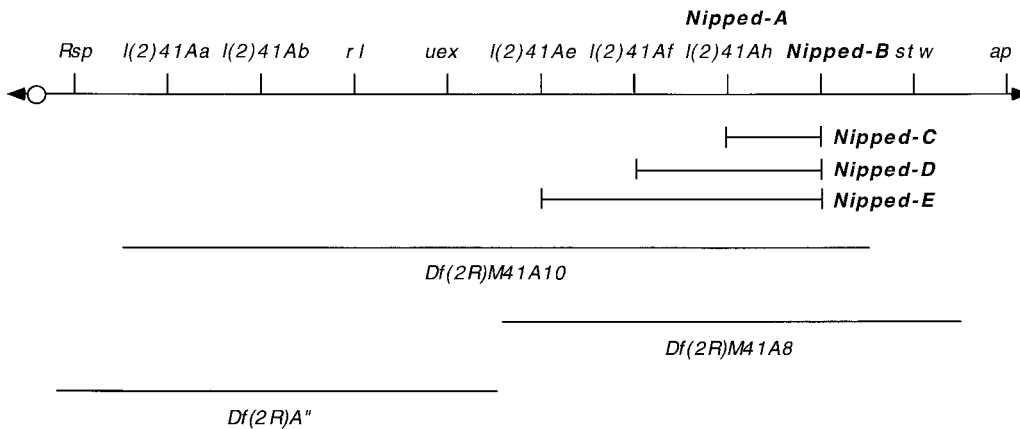 Nipped-A
Rsp l(2)41Aa l(2)41Ab rl uex l(2)41Ae l(2)41Af l(2)41Ah Nipped-B stw ap
Nipped-C
Nipped-D
Nipped-E
Df(2R)M41A10
Df(2R)M41A8
Df(2R)A"